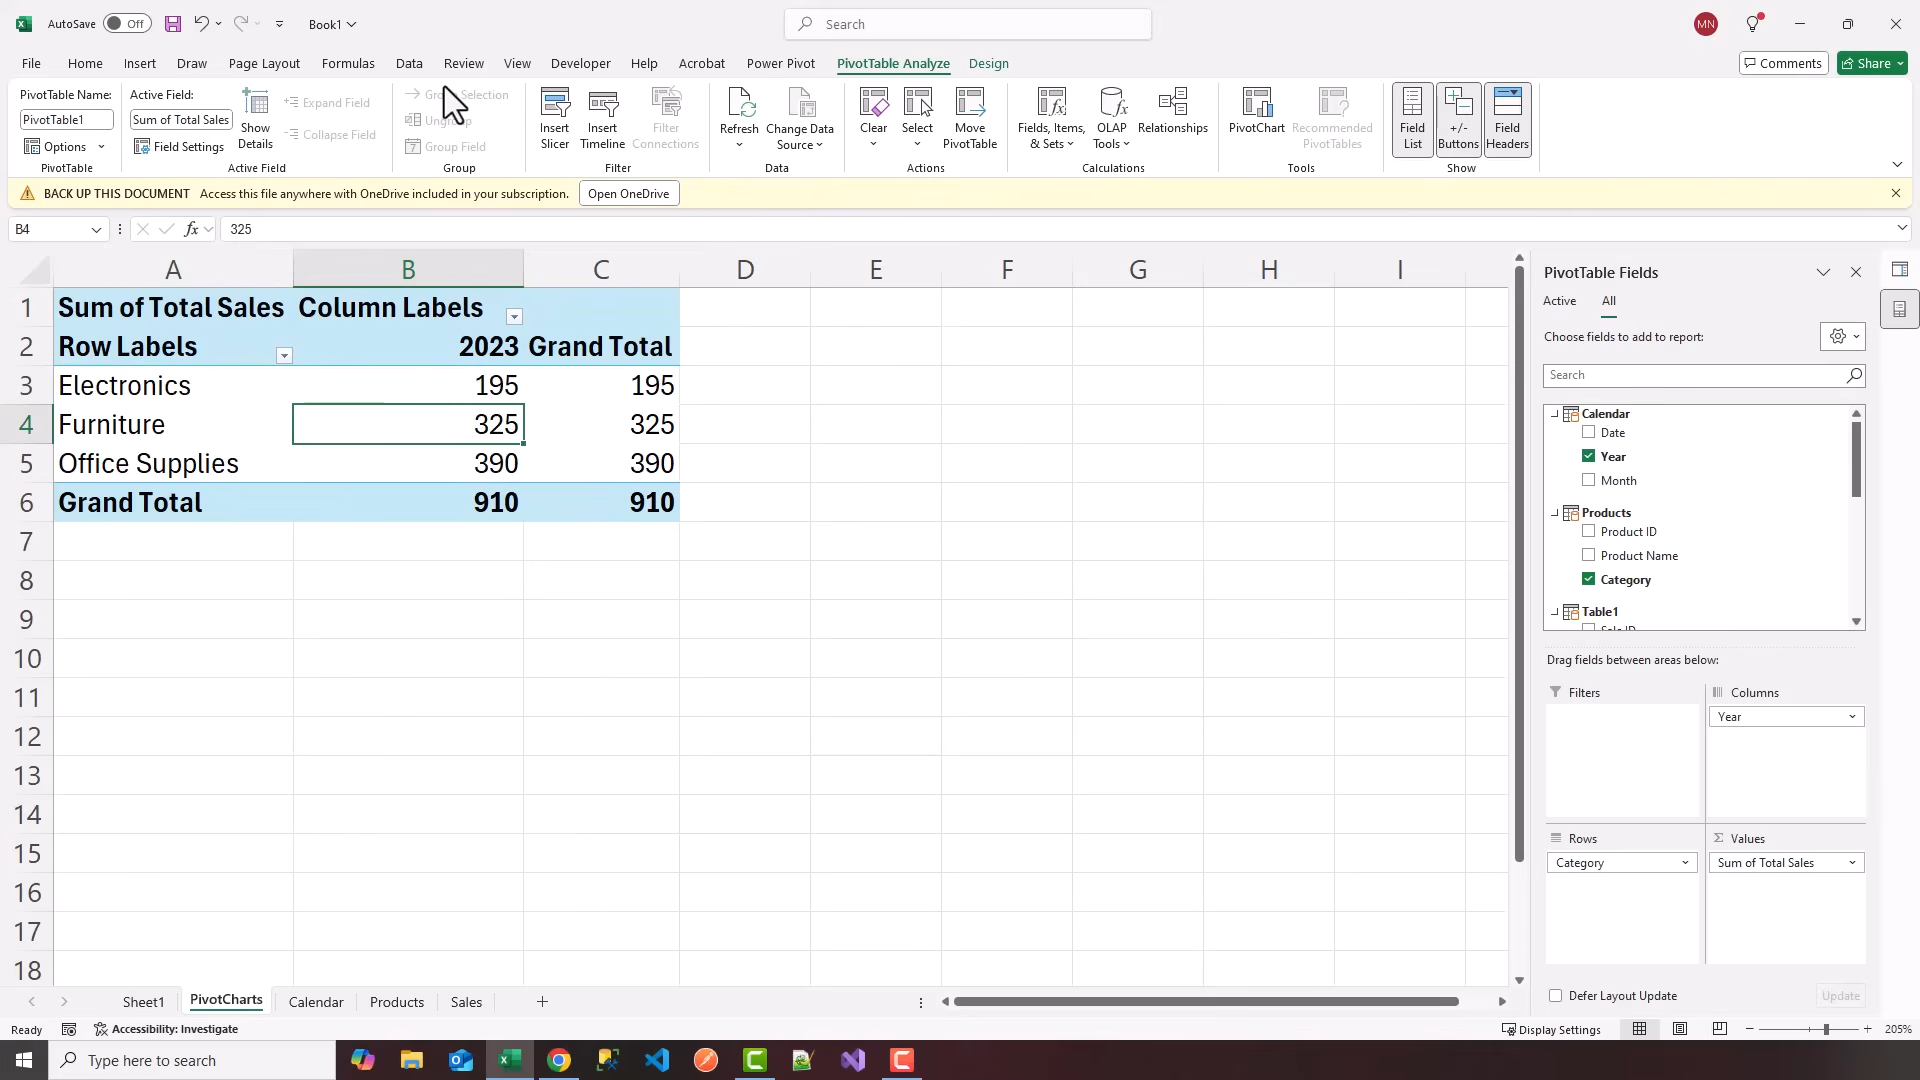 AutoSave Off Book1 Search MN
File Home Insert Draw Page Layout Formulas Data Review View Developer Help Acrobat Power Pivot PivotTable Analyze Design Comments Share
PivotTable Name:
PivotTable1
Options
PivotTable
Active Field:
Sum of Total Sales
Field Settings
Show Details
Expand Field
Collapse Field
Active Field
Selection
Group Field
Group
Insert Slicer
Insert Timeline
Filter Connections
Filter
Refresh
Change Data Source
Data
Clear
Select
Move PivotTable
Actions
Fields, Items, & Sets
OLAP Tools
Relationships
Calculations
PivotChart
Recommended PivotTables
Tools
Field List
+/- Buttons
Field Headers
Show
BACK UP THIS DOCUMENT Access this file anywhere with OneDrive included in your subscription. Open OneDrive
B4 fx 325
A B C D E F G H I
1 Sum of Total Sales Column Labels
2 Row Labels 2023 Grand Total
3 Electronics 195 195
4 Furniture 325 325
5 Office Supplies 390 390
6 Grand Total 910 910
7
8
9
10
11
12
13
14
15
16
17
18
PivotTable Fields
Active All
Choose fields to add to report:
Search
Calendar
Date
Year
Month
Products
Product ID
Product Name
Category
Table1
Drag fields between areas below:
Filters Columns
Year
Rows Values
Category Sum of Total Sales
Defer Layout Update Update
Sheet1 PivotCharts Calendar Products Sales
Ready Accessibility: Investigate Display Settings 205%
Type here to search